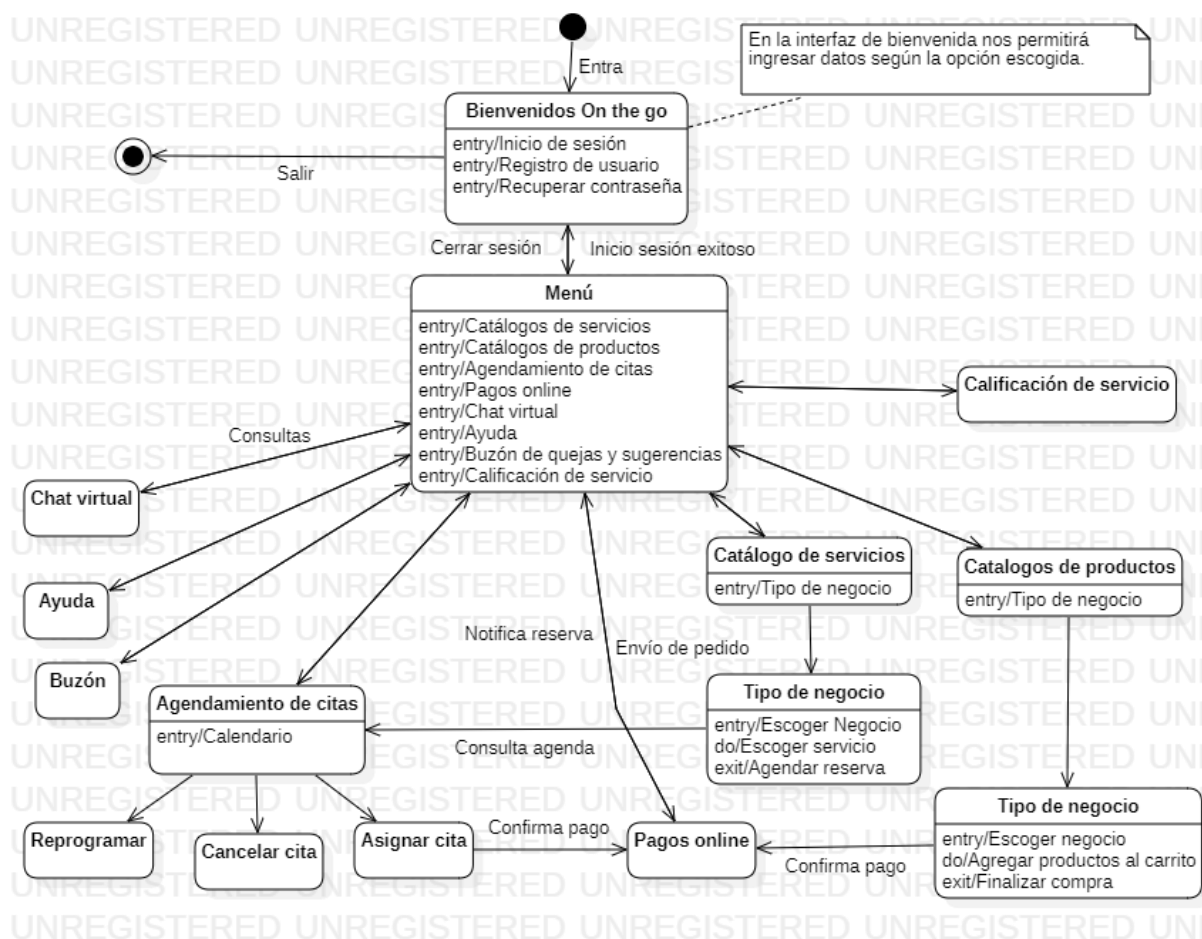 UNREGISTERED UNREGISTERED UNREGISTERED UNREGISTERED UN
En la interfaz de bienvenida nos permitirá
ingresar datos según la opción escogida.
Entra
Bienvenidos On the go
entry/Inicio de sesión
entry/Registro de usuario
entry/Recuperar contraseña
Salir
Cerrar sesión
Inicio sesión exitoso
Menú
entry/Catálogos de servicios
entry/Catálogos de productos
entry/Agendamiento de citas
entry/Pagos online
entry/Chat virtual
entry/Ayuda
entry/Buzón de quejas y sugerencias
entry/Calificación de servicio
Calificación de servicio
Consultas
Chat virtual
Ayuda
Buzón
Catálogo de servicios
entry/Tipo de negocio
Catalogos de productos
entry/Tipo de negocio
Notifica reserva
Envío de pedido
Agendamiento de citas
entry/Calendario
Consulta agenda
Tipo de negocio
entry/Escoger Negocio
do/Escoger servicio
exit/Agendar reserva
Reprogramar
Cancelar cita
Asignar cita
Confirma pago
Pagos online
Confirma pago
Tipo de negocio
entry/Escoger negocio
do/Agregar productos al carrito
exit/Finalizar compra